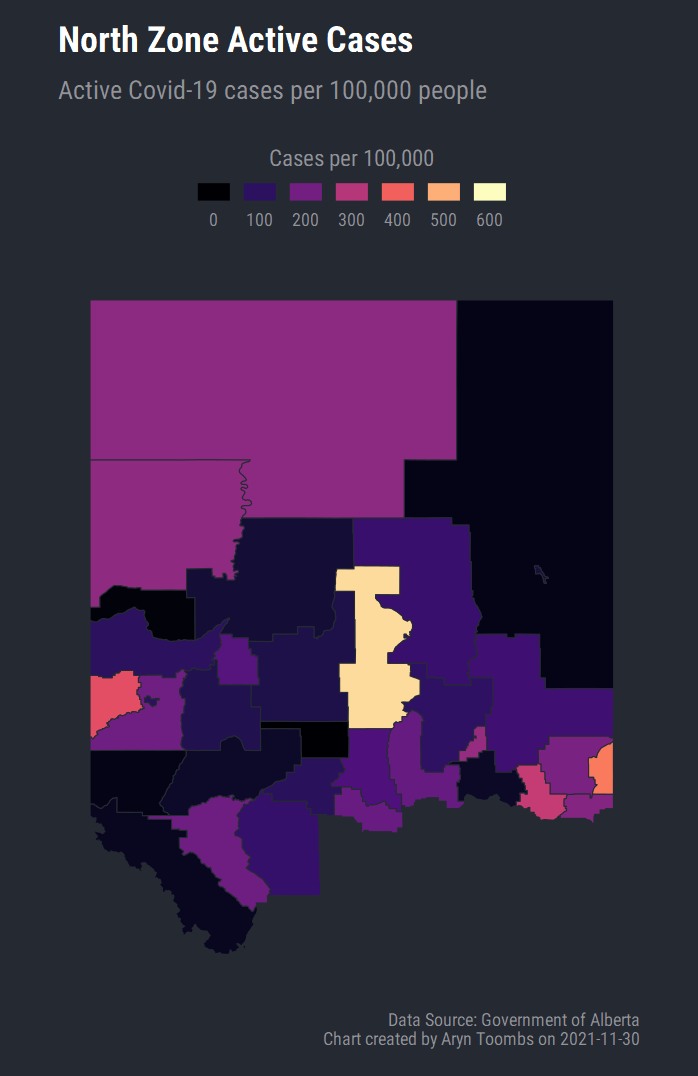 North Zone Active Cases
Active Covid-19 cases per 100,000 people
Cases per 100,000
0 100 200 300 400 500 600
Data Source: Government of Alberta
Chart created by Aryn Toombs on 2021-11-30